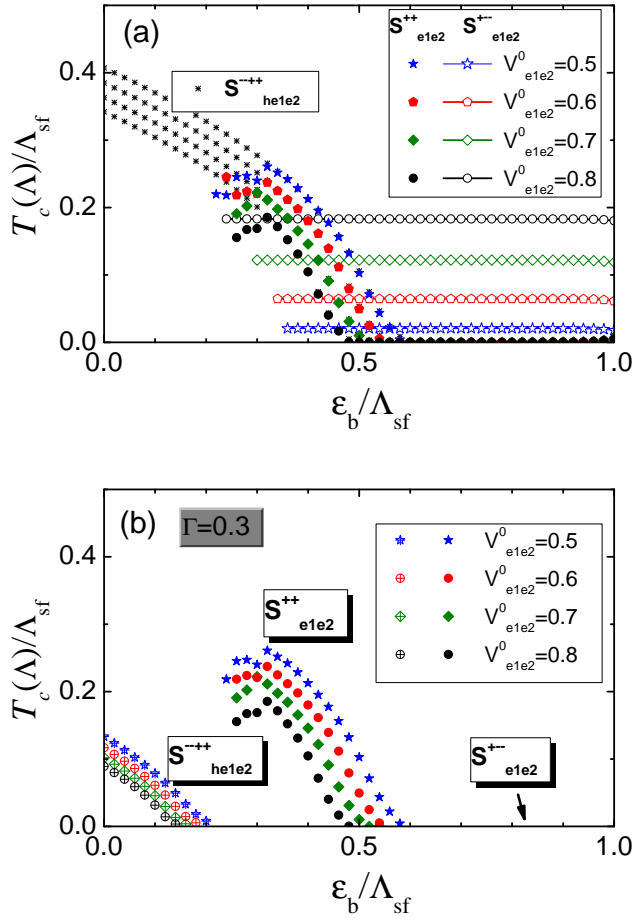 (a)
S^{++}_{e1e2} S^{+--}_{e1e2}
V^0_{e1e2}=0.5
V^0_{e1e2}=0.6
V^0_{e1e2}=0.7
V^0_{e1e2}=0.8
S^{--++}_{he1e2}
0.4
0.2
0.0
T_c(Λ)/Λ_sf
0.0 0.5 1.0
ε_b/Λ_sf
(b)
Γ=0.3
V^0_{e1e2}=0.5
V^0_{e1e2}=0.6
V^0_{e1e2}=0.7
V^0_{e1e2}=0.8
S^{++}_{e1e2}
S^{--++}_{he1e2}
S^{+--}_{e1e2}
0.4
0.2
0.0
T_c(Λ)/Λ_sf
0.0 0.5 1.0
ε_b/Λ_sf